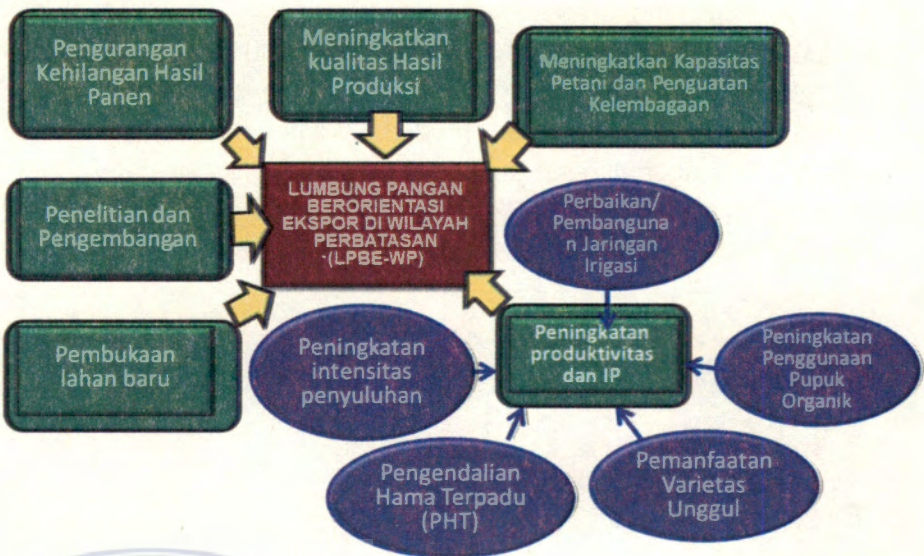 Pengurangan
Kehilangan Hasil
Panen
Meningkatkan
kualitas Hasil
Produksi
Meningkatkan Kapasitas
Petani dan Penguatan
Kelembagaan
Penelitian dan
Pengembangan
LUMBUNG PANGAN
BERORIENTASI
EKSPOR DI WILAYAH
PERBATASAN
(LPBE-WP)
Perbaikan/
Pembanguna
n Jaringan
Irigasi
Pembukaan
lahan baru
Peningkatan
intensitas
penyuluhan
Peningkatan
produktivitas
dan IP
Peningkatan
Penggunaan
Pupuk
Organik
Pengendalian
Hama Terpadu
(PHT)
Pemanfaatan
Varietas
Unggul